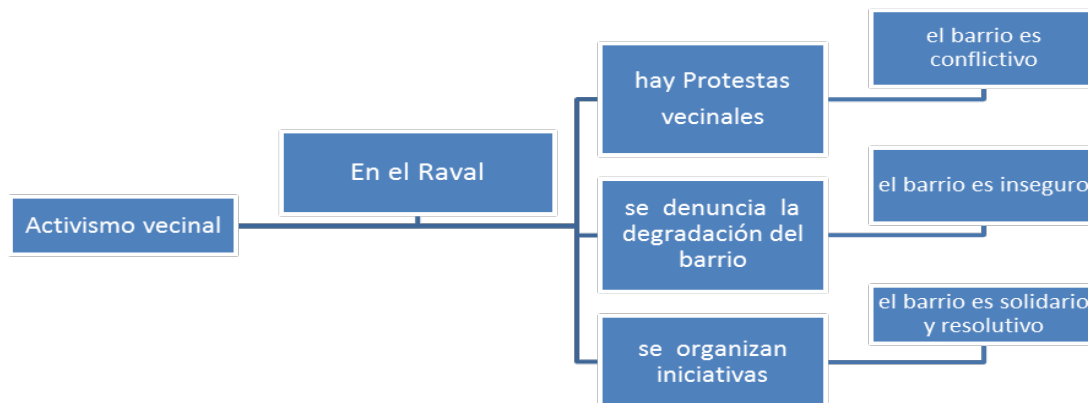 Activismo vecinal
En el Raval
hay Protestas
vecinales
el barrio es
conflictivo
se denuncia la
degradación del
barrio
el barrio es inseguro
se organizan
iniciativas
el barrio es solidario
y resolutivo